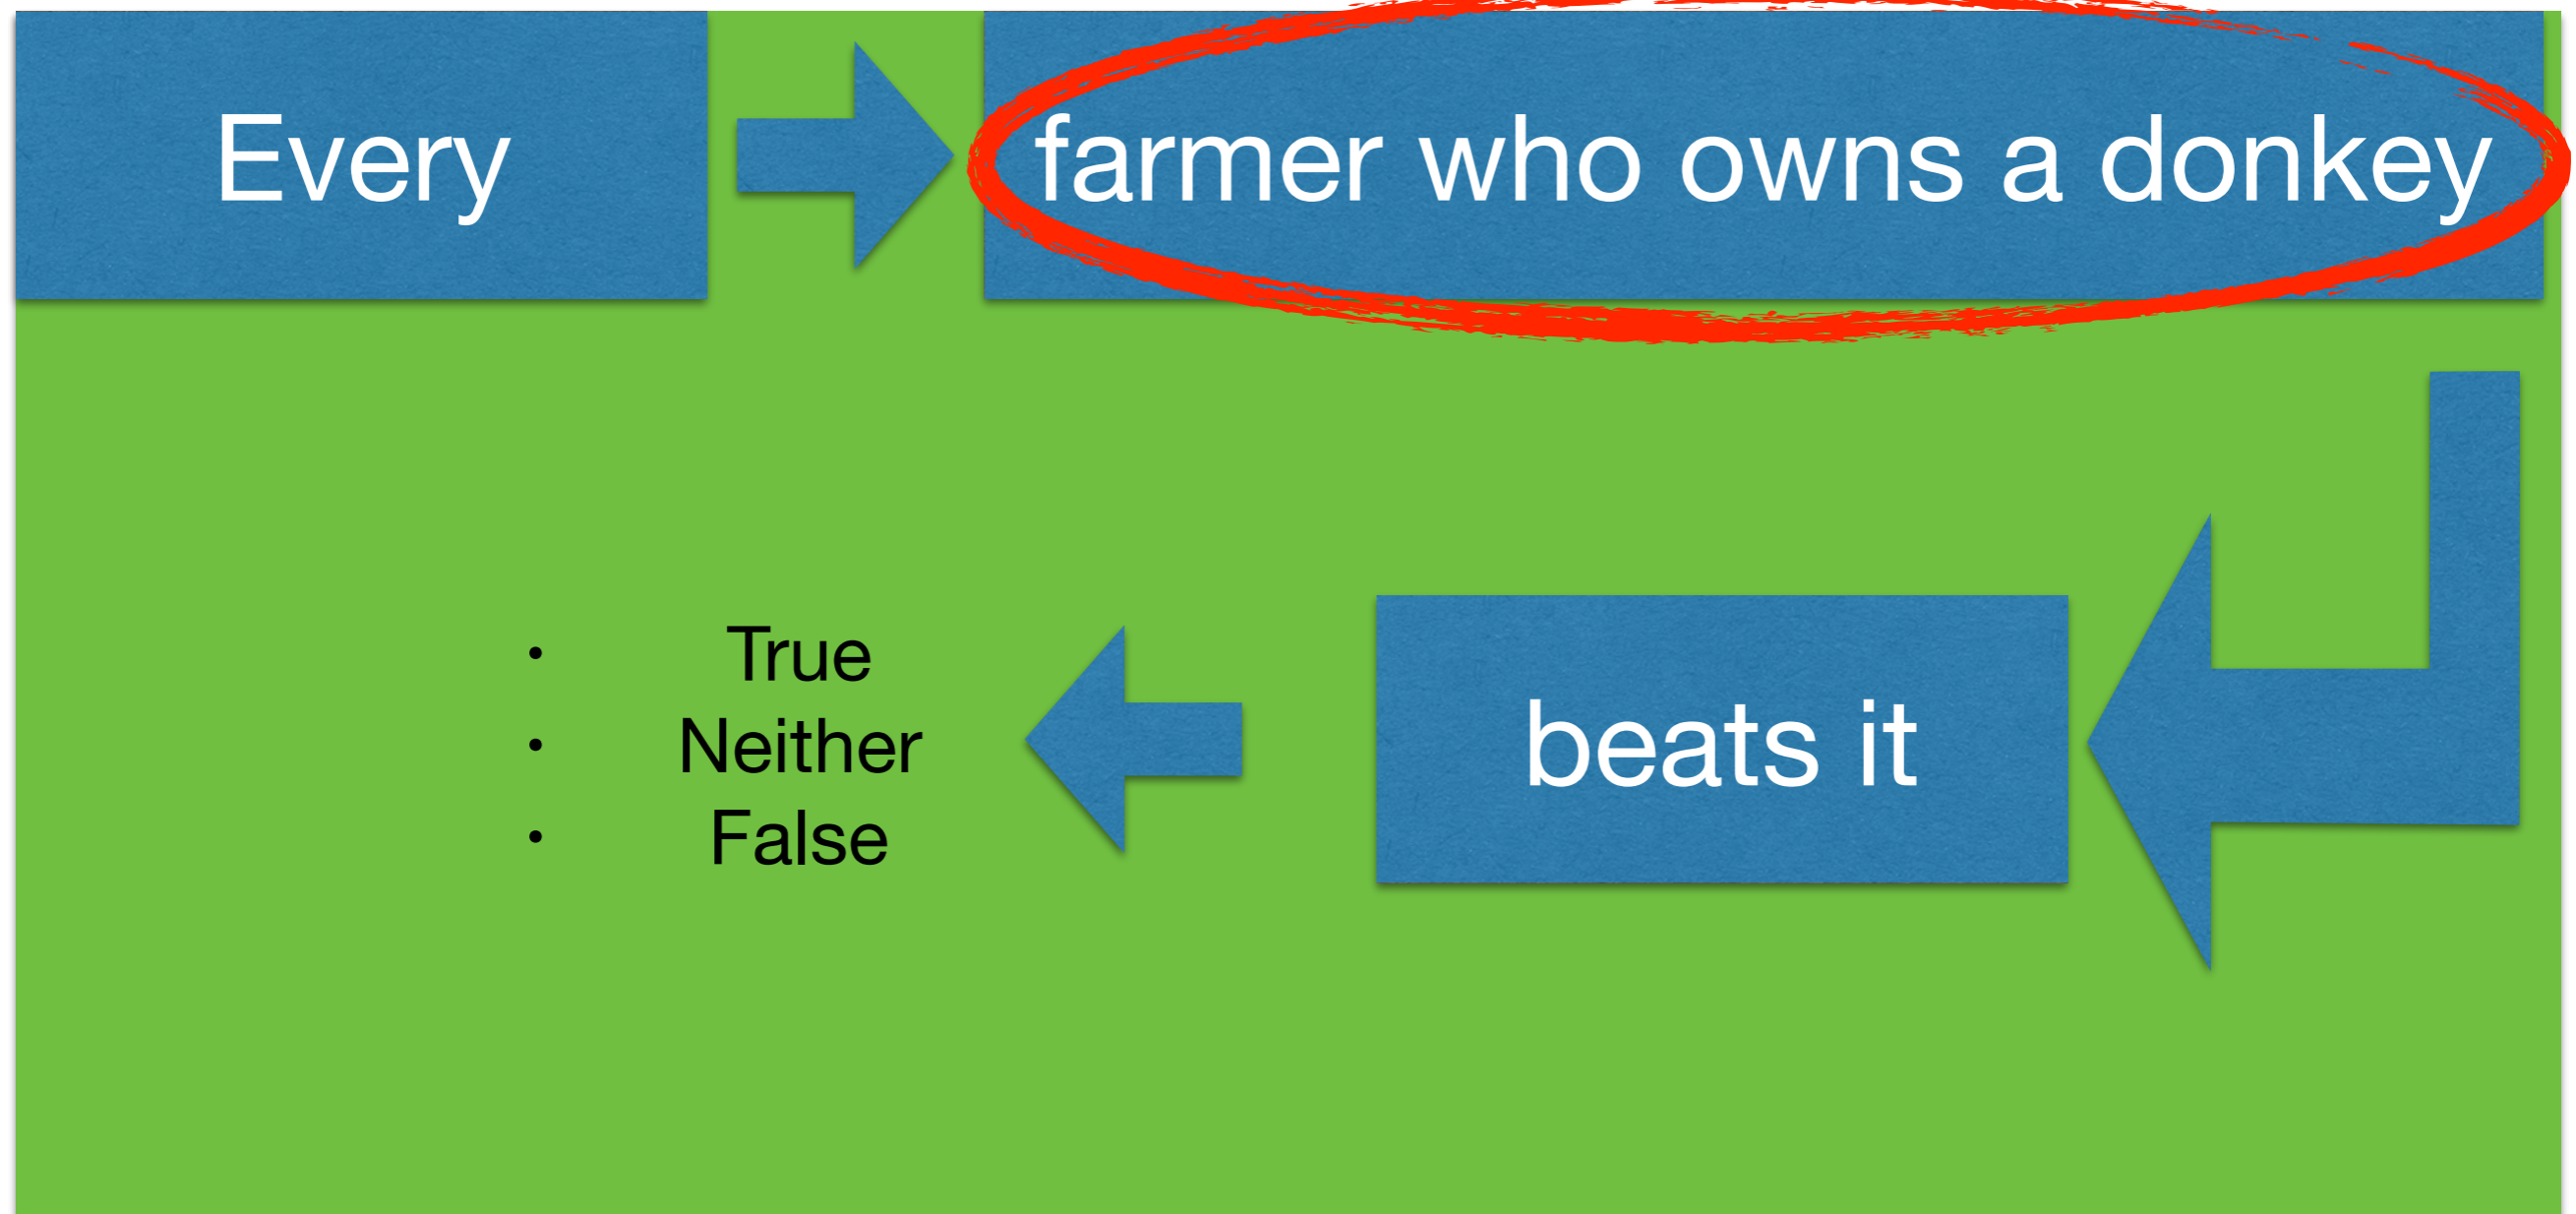 Every
farmer who owns a donkey
beats it
• True
• Neither
• False